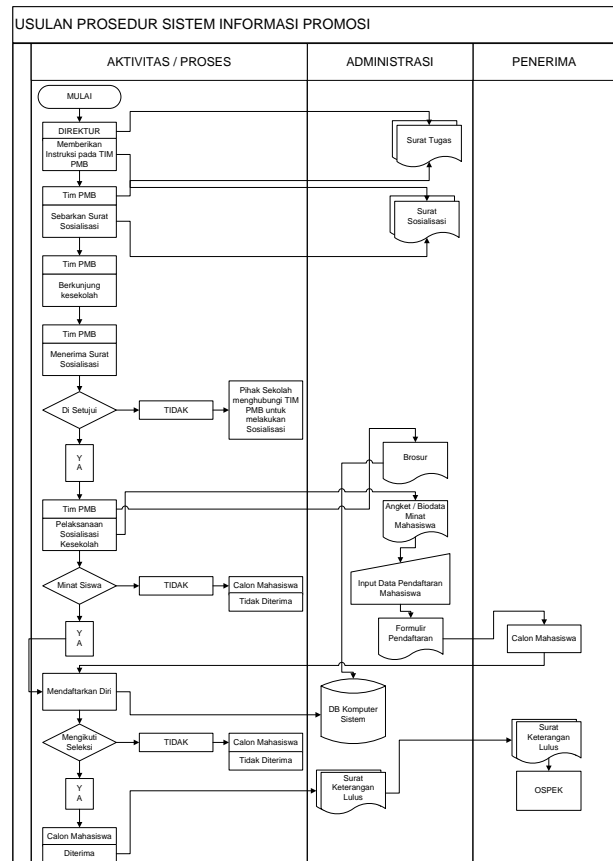 USULAN PROSEDUR SISTEM INFORMASI PROMOSI
AKTIVITAS / PROSES
ADMINISTRASI
PENERIMA
MULAI
DIREKTUR
Memberikan
Instruksi pada TIM
PMB
Surat Tugas
Tim PMB
Sebarkan Surat
Sosialisasi
Surat
Sosialisasi
Tim PMB
Berkunjung
kesekolah
Tim PMB
Menerima Surat
Sosialisasi
Di Setujui
TIDAK
Pihak Sekolah
menghubungi TIM
PMB untuk
melakukan
Sosialisasi
Y
A
Brosur
Tim PMB
Pelaksanaan
Sosialisasi
Kesekolah
Angket / Biodata
Minat
Mahasiswa
Minat Siswa
TIDAK
Calon Mahasiswa
Tidak Diterima
Input Data Pendaftaran
Mahasiswa
Y
A
Formulir
Pendaftaran
Calon Mahasiswa
Mendaftarkan Diri
DB Komputer
Sistem
Mengikuti
Seleksi
TIDAK
Calon Mahasiswa
Tidak Diterima
Surat
Keterangan
Lulus
Y
A
Surat
Keterangan
Lulus
OSPEK
Calon Mahasiswa
Diterima